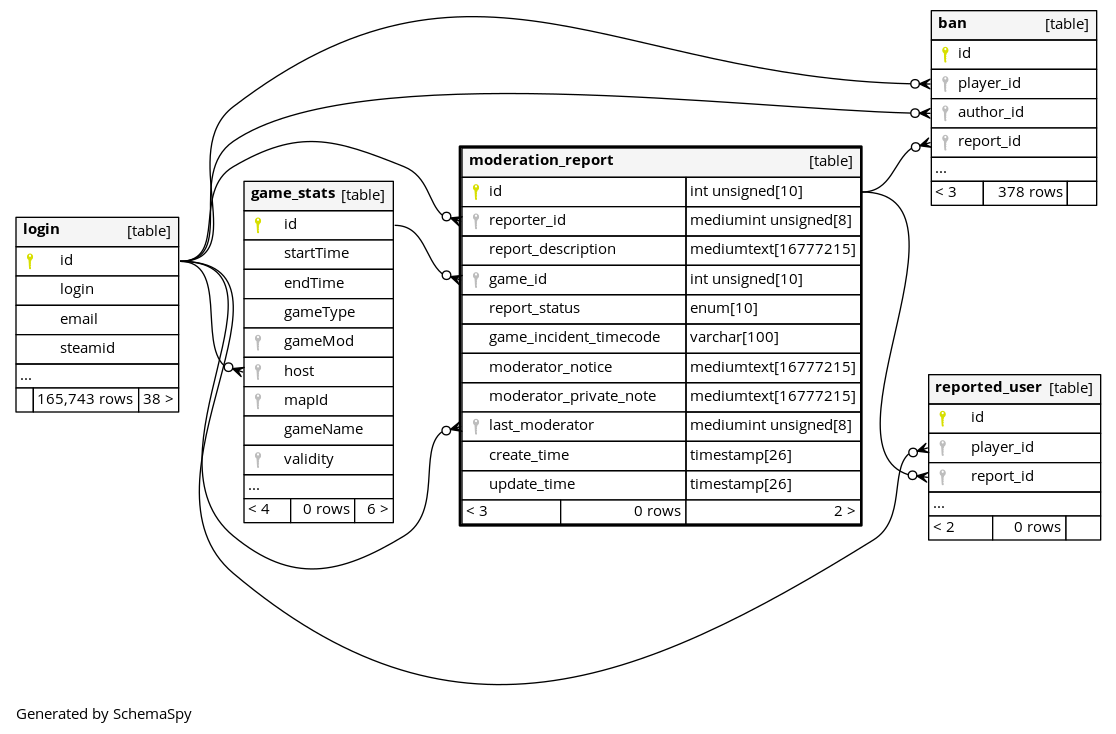 login [table]
id
login
email
steamid
...
165,743 rows 38 >
game_stats [table]
id
startTime
endTime
gameType
gameMod
host
mapId
gameName
validity
...
< 4 0 rows 6 >
moderation_report [table]
id int unsigned[10]
reporter_id mediumint unsigned[8]
report_description mediumtext[16777215]
game_id int unsigned[10]
report_status enum[10]
game_incident_timecode varchar[100]
moderator_notice mediumtext[16777215]
moderator_private_note mediumtext[16777215]
last_moderator mediumint unsigned[8]
create_time timestamp[26]
update_time timestamp[26]
< 3 0 rows 2 >
ban [table]
id
player_id
author_id
report_id
...
< 3 378 rows
reported_user [table]
id
player_id
report_id
...
< 2 0 rows
Generated by SchemaSpy